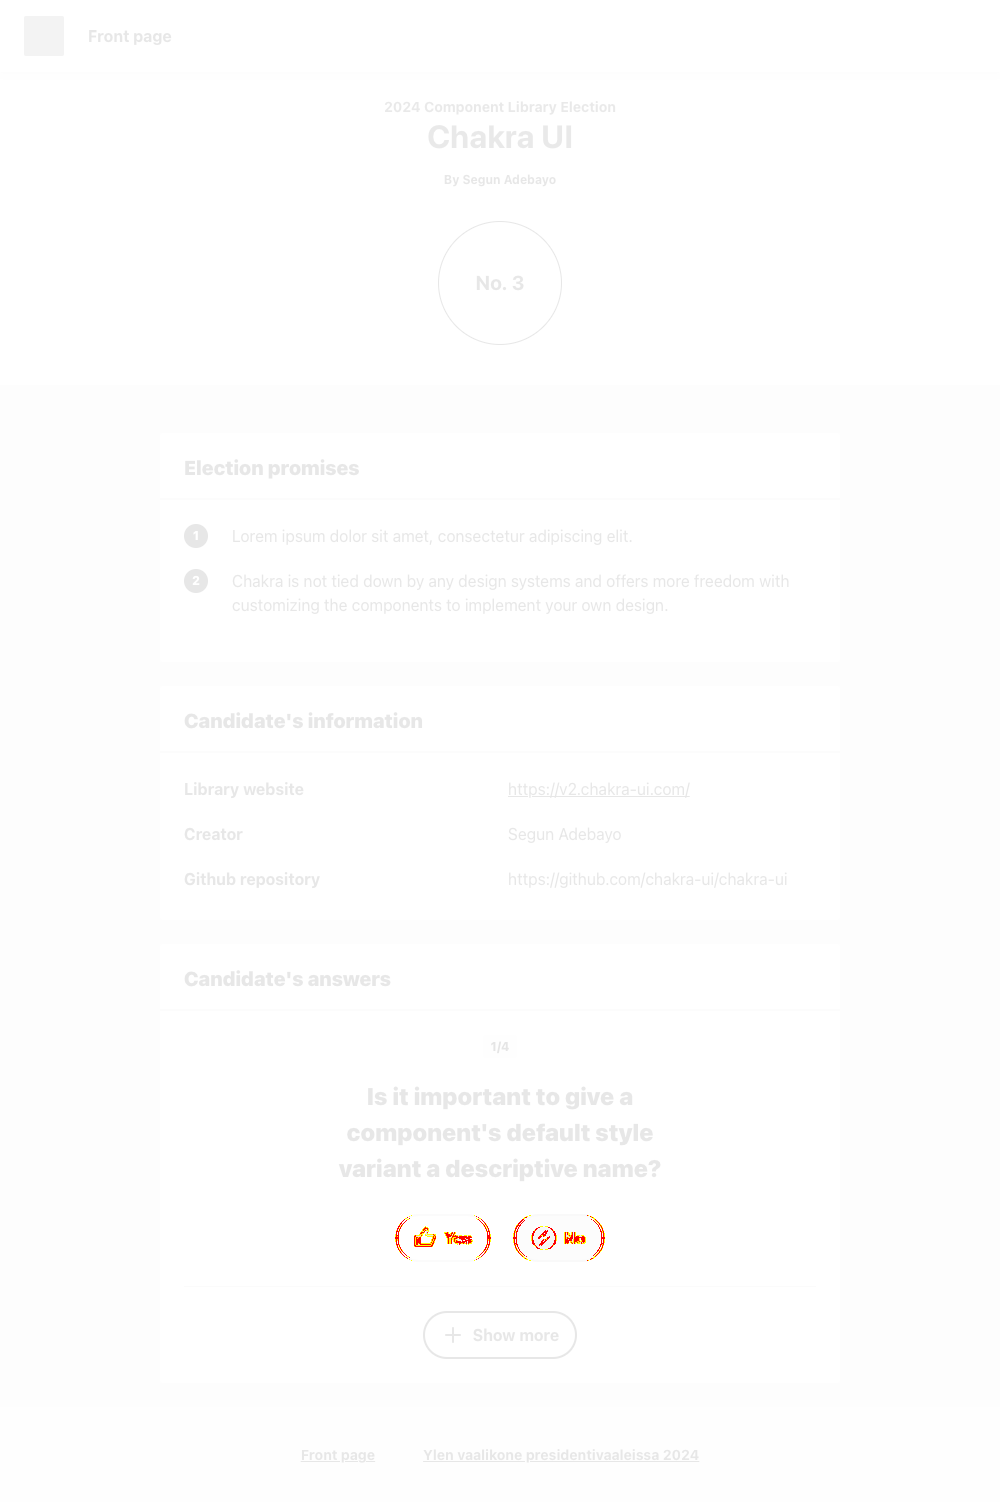 Front page
2024 Component Library Election
Chakra UI
By Segun Adebayo
No. 3
Election promises
1 Lorem ipsum dolor sit amet, consectetur adipiscing elit.
2 Chakra is not tied down by any design systems and offers more freedom with
customizing the components to implement your own design.
Candidate's information
Library website https://v2.chakra-ui.com/
Creator Segun Adebayo
Github repository https://github.com/chakra-ui/chakra-ui
Candidate's answers
1/4
Is it important to give a
component's default style
variant a descriptive name?
Yes No
Show more
Front page Ylen vaalikone presidentivaaleissa 2024